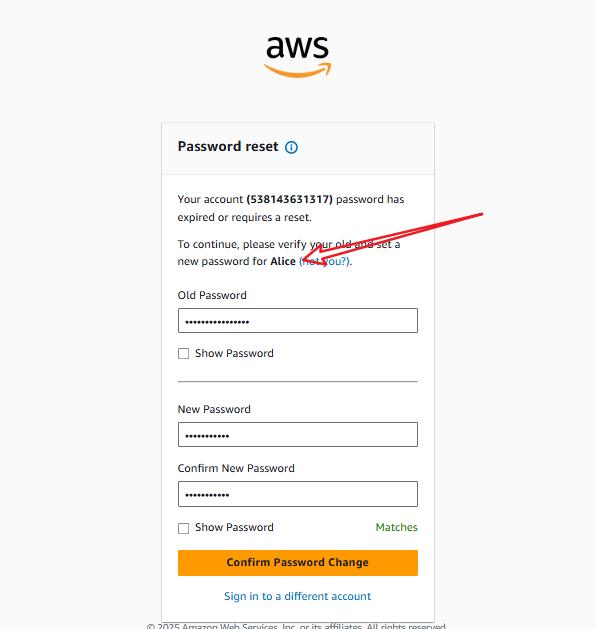 aws
Password reset
Your account (538143631317) password has
expired or requires a reset.
To continue, please verify your old and set a
new password for Alice (not you?).
Old Password
Show Password
New Password
Confirm New Password
Show Password
Matches
Confirm Password Change
Sign in to a different account
© 2025 Amazon Web Services, Inc. or its affiliates. All rights reserved.